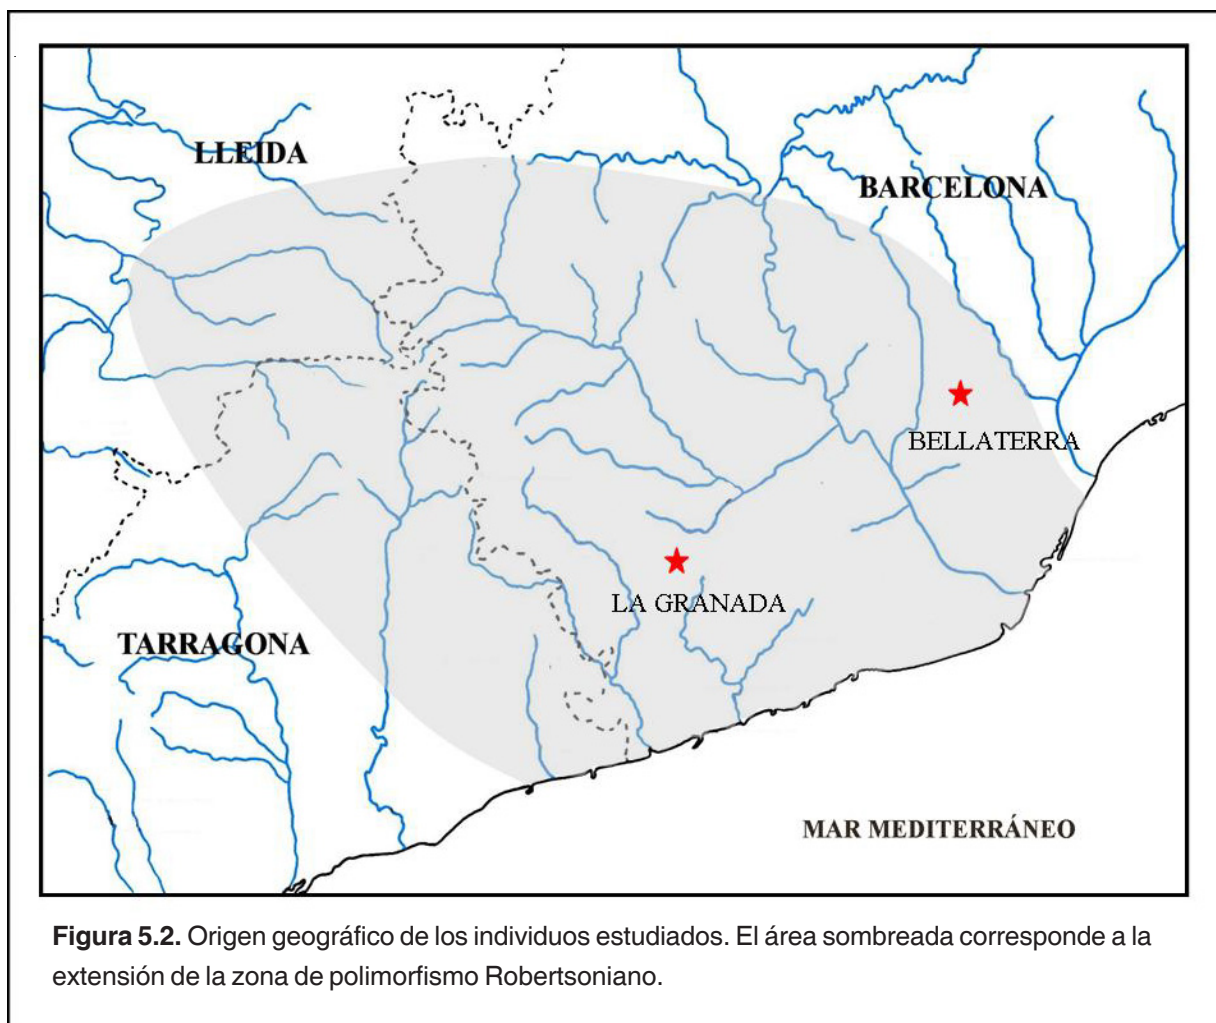 LLEIDA
BARCELONA
BELLATERRA
LA GRANADA
TARRAGONA
MAR MEDITERRÁNEO
Figura 5.2. Origen geográfico de los individuos estudiados. El área sombreada corresponde a la
extensión de la zona de polimorfismo Robertsoniano.